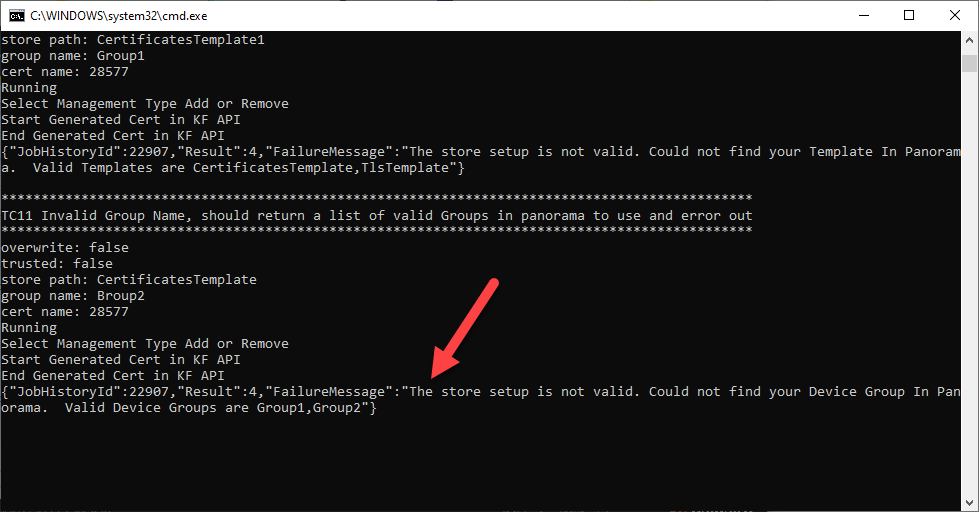 C:\WINDOWS\system32\cmd.exe
store path: CertificatesTemplate1
group name: Group1
cert name: 28577
Running
Select Management Type Add or Remove
Start Generated Cert in KF API
End Generated Cert in KF API
{"JobHistoryId":22907,"Result":4,"FailureMessage":"The store setup is not valid. Could not find your Template In Panoram
a.  Valid Templates are CertificatesTemplate,TlsTemplate"}
**********************************************************************************************
TC11 Invalid Group Name, should return a list of valid Groups in panorama to use and error out
**********************************************************************************************
overwrite: false
trusted: false
store path: CertificatesTemplate
group name: Broup2
cert name: 28577
Running
Select Management Type Add or Remove
Start Generated Cert in KF API
End Generated Cert in KF API
{"JobHistoryId":22907,"Result":4,"FailureMessage":"The store setup is not valid. Could not find your Device Group In Pan
orama.  Valid Device Groups are Group1,Group2"}